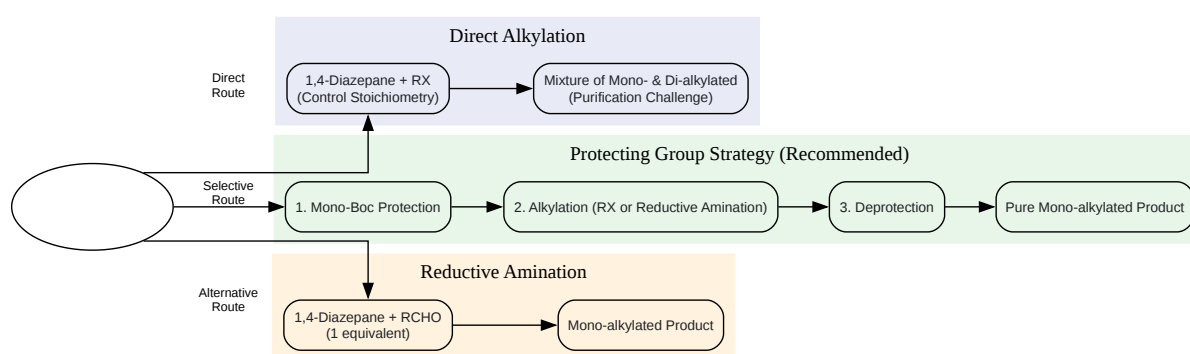 Direct Alkylation
Direct
Route
1,4-Diazepane + RX
(Control Stoichiometry)
Mixture of Mono- & Di-alkylated
(Purification Challenge)
Protecting Group Strategy (Recommended)
Selective
Route
1. Mono-Boc Protection
2. Alkylation (RX or Reductive Amination)
3. Deprotection
Pure Mono-alkylated Product
Reductive Amination
Alternative
Route
1,4-Diazepane + RCHO
(1 equivalent)
Mono-alkylated Product